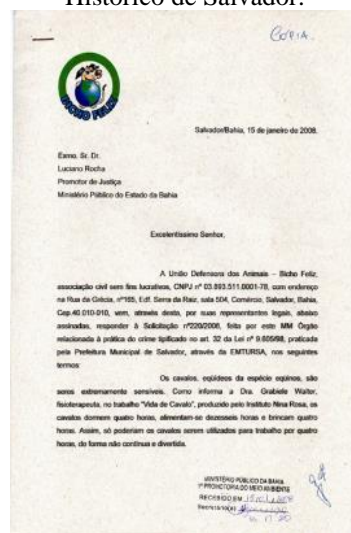 Histórico de Salvador.
COPIA.
BICHO FELIZ
Salvador/Bahia, 15 de janeiro de 2008.
Exmo. Sr. Dr.
Luciano Rocha
Promotor de Justiça
Ministério Público do Estado da Bahia
Excelentíssimo Senhor,
A União Defensora dos Animais – Bicho Feliz,
associação civil sem fins lucrativos, CNPJ nº 03.893.511.0001-78, com endereço
na Rua da Grécia, nº165, Edf. Serra da Raiz, sala 504, Comércio, Salvador, Bahia,
Cep.40.010-010, vem, através desta, por suas representantes legais, abaixo
assinadas, responder à Solicitação nº220/2008, feita por este MM Órgão
relacionada à prática do crime tipificado no art. 32 da Lei nº 9.605/98, praticada
pela Prefeitura Municipal de Salvador, através da EMTURSA, nos seguintes
termos:
Os cavalos, eqüídeos da espécie eqüinos, são
seres extremamente sensíveis. Como informa a Dra. Grabiele Walter,
fisioterapeuta, no trabalho "Vida de Cavalo", produzido pelo Instituto Nina Rosa, os
cavalos dormem quatro horas, alimentam-se dezesseis horas e brincam quatro
horas. Assim, só poderiam os cavalos serem utilizados para trabalho por quatro
horas, de forma não contínua e divertida.
MINISTÉRIO PÚBLICO DA BAHIA
1ª PROMOTORIA DO MEIO AMBIENTE
RECEBIDO EM
Secretário(a)